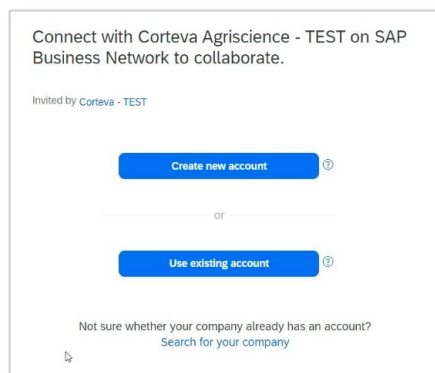 Connect with Corteva Agriscience - TEST on SAP
Business Network to collaborate.
Invited by Corteva - TEST
Create new account ?
or
Use existing account ?
Not sure whether your company already has an account?
Search for your company